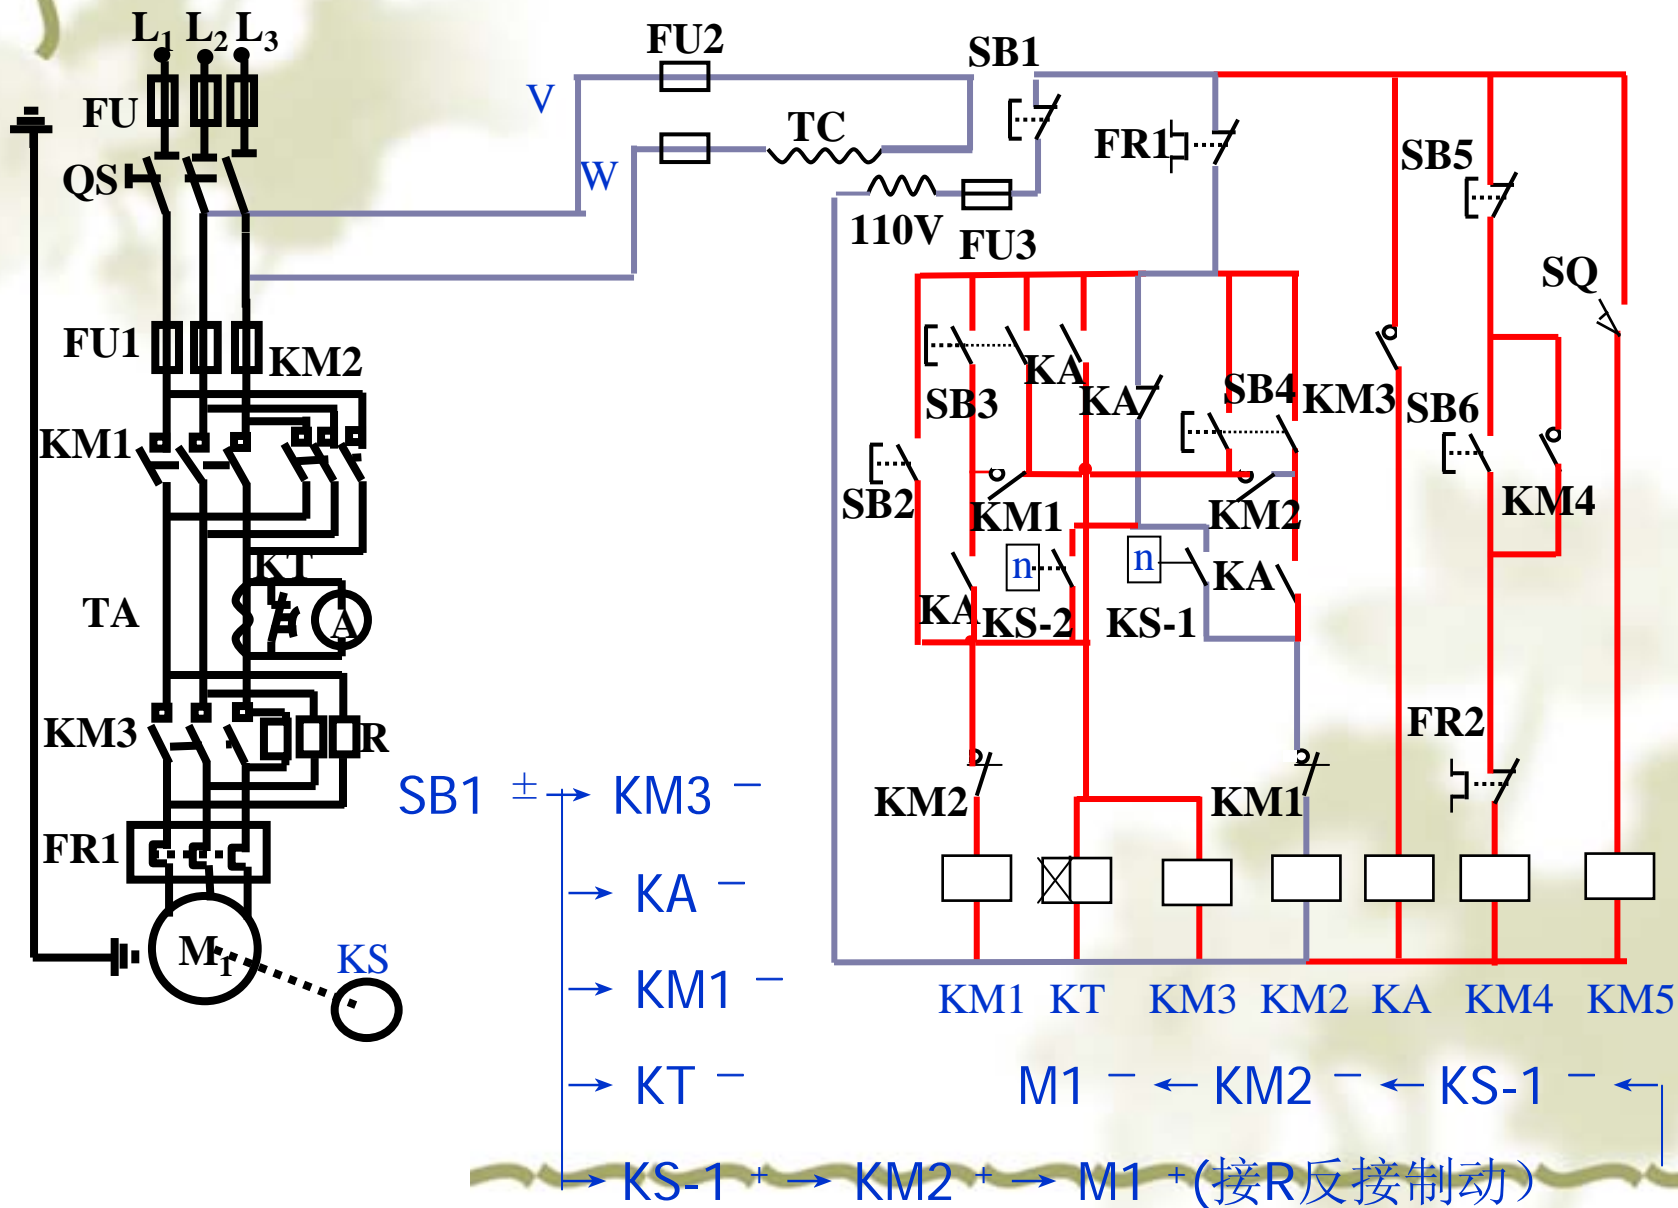 L1 L2 L3
FU
QS
FU1
KM2
KM1
KT
TA
A
KM3
R
FR1
M1
KS
V
W
FU2
TC
110V
FU3
SB1
FR1
SB5
SQ
SB3
KA
KA
SB4
KM3
SB6
SB2
KM1
KM2
KM4
n
n
KA
KS-2
KS-1
KA
FR2
KM2
KM1
KM1 KT KM3 KM2 KA KM4 KM5
SB1 ± → KM3 −
→ KA −
→ KM1 −
→ KT −
M1 − ← KM2 − ← KS-1 − ←
→ KS-1 + → KM2 + → M1 +(接R反接制动）